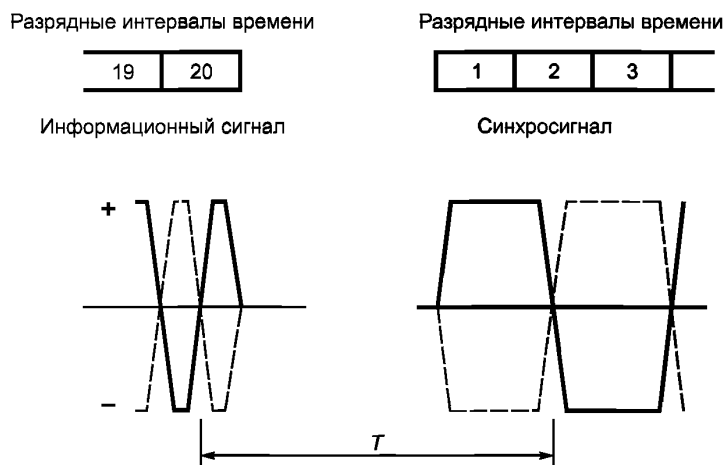 Разрядные интервалы времени
19 20
Информационный сигнал
+
−
Разрядные интервалы времени
1 2 3
Синхросигнал
T